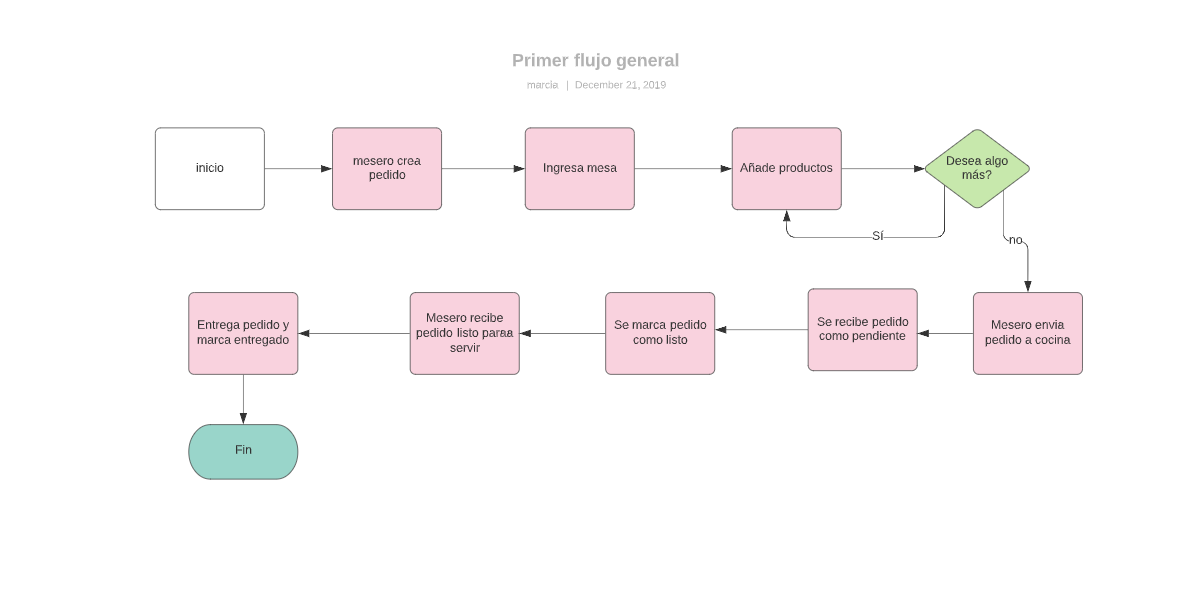 Primer flujo general
marcia | December 21, 2019
inicio
mesero crea
pedido
Ingresa mesa
Añade productos
Desea algo
más?
Sí
no
Mesero envia
pedido a cocina
Se recibe pedido
como pendiente
Se marca pedido
como listo
Mesero recibe
pedido listo paraa
servir
Entrega pedido y
marca entregado
Fin